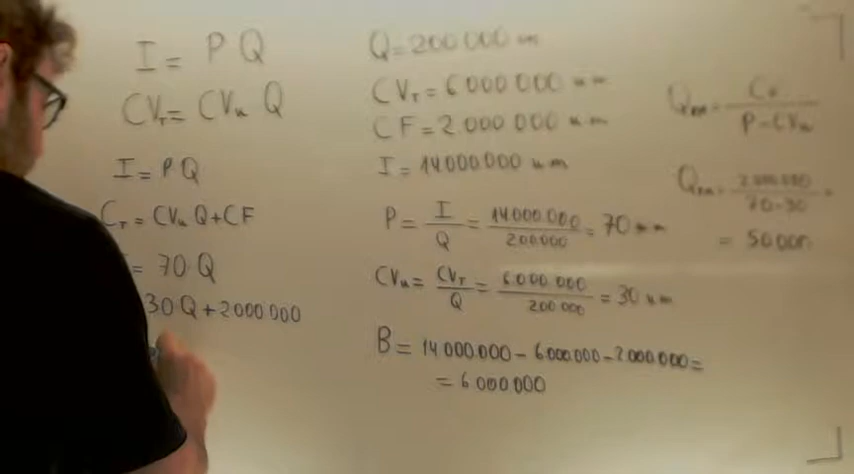 I = P Q
CVT = CVu Q
I = P Q
CT = CVu Q + CF
= 70 Q
30 Q + 2000 000
Q = 200 000 um
CVT = 6 000 000 um
CF = 2.000 000 um
I = 14.000.000 um
P = I / Q = 14 000.000 / 200.000 = 70 um
CVu = CVT / Q = 6.000 000 / 200 000 = 30 um
B = 14 000.000 - 6 000.000 - 2 000.000 =
= 6 000 000
Qm = CF / P - CVu
Qm = 2.000.000 / 70 - 30 =
= 50 000